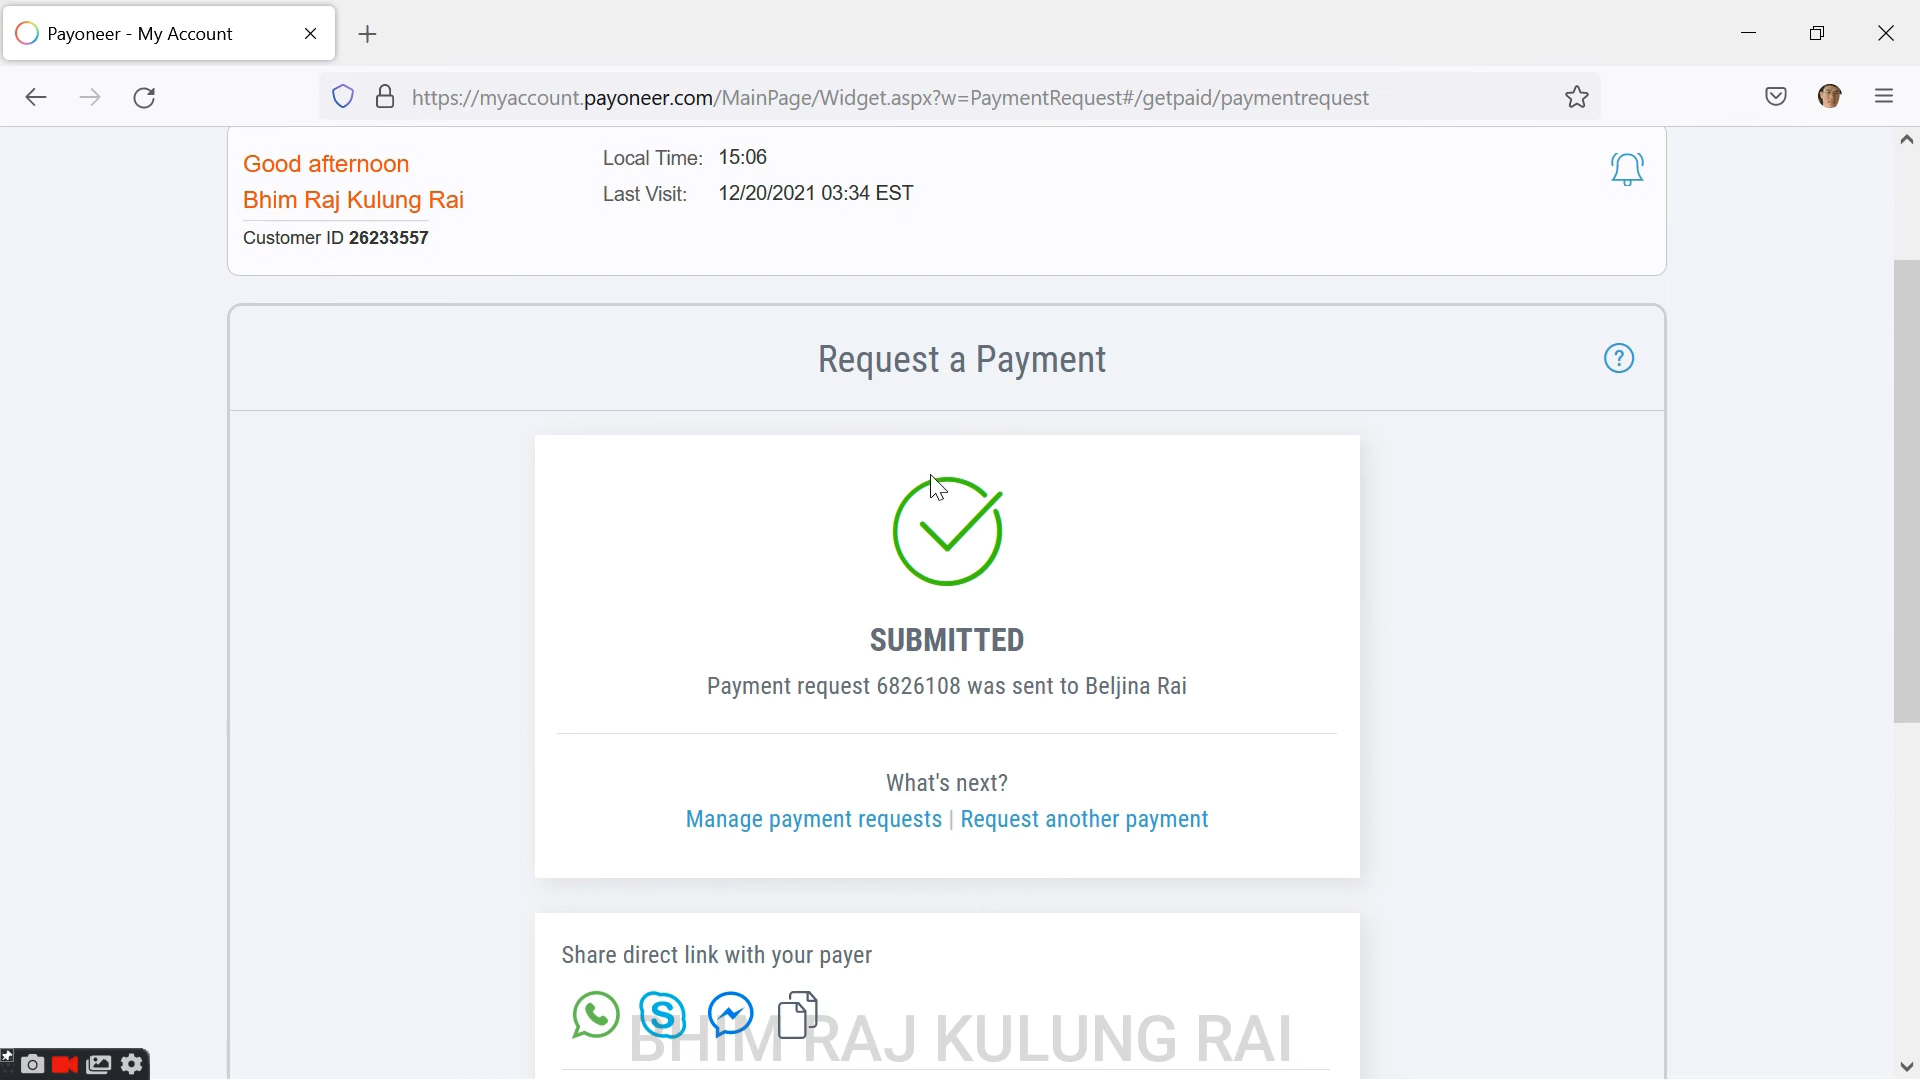 Payoneer - My Account
https://myaccount.payoneer.com/MainPage/Widget.aspx?w=PaymentRequest#/getpaid/paymentrequest
Good afternoon
Bhim Raj Kulung Rai
Customer ID 26233557
Local Time: 15:06
Last Visit: 12/20/2021 03:34 EST
Request a Payment
?
SUBMITTED
Payment request 6826108 was sent to Beljina Rai
What's next?
Manage payment requests | Request another payment
Share direct link with your payer
BHIM RAJ KULUNG RAI